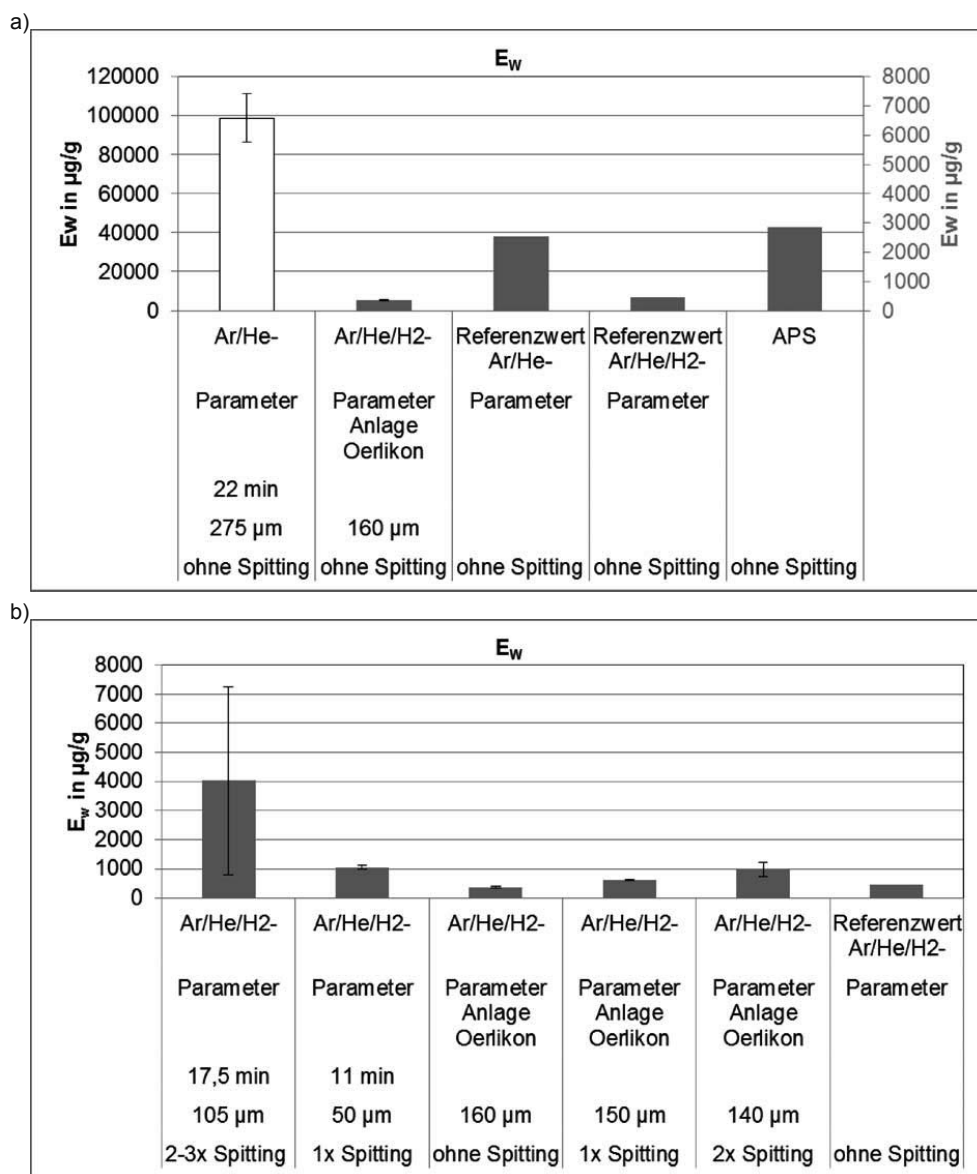 a)
E_W
120000
100000
80000
60000
40000
20000
0
Ew in µg/g
8000
7000
6000
5000
4000
3000
2000
1000
0
Ew in µg/g
Ar/He- Ar/He/H2- Referenzwert Referenzwert APS
Ar/He- Ar/He/H2-
Parameter Parameter Parameter Parameter
Anlage
Oerlikon
22 min
275 µm 160 µm
ohne Spitting ohne Spitting ohne Spitting ohne Spitting ohne Spitting
b)
E_W
8000
7000
6000
5000
4000
3000
2000
1000
0
E_w in µg/g
Ar/He/H2- Ar/He/H2- Ar/He/H2- Ar/He/H2- Ar/He/H2- Referenzwert
Ar/He/H2-
Parameter Parameter Parameter Parameter Parameter Parameter
Anlage Anlage Anlage
Oerlikon Oerlikon Oerlikon
17,5 min 11 min
105 µm 50 µm 160 µm 150 µm 140 µm
2-3x Spitting 1x Spitting ohne Spitting 1x Spitting 2x Spitting ohne Spitting